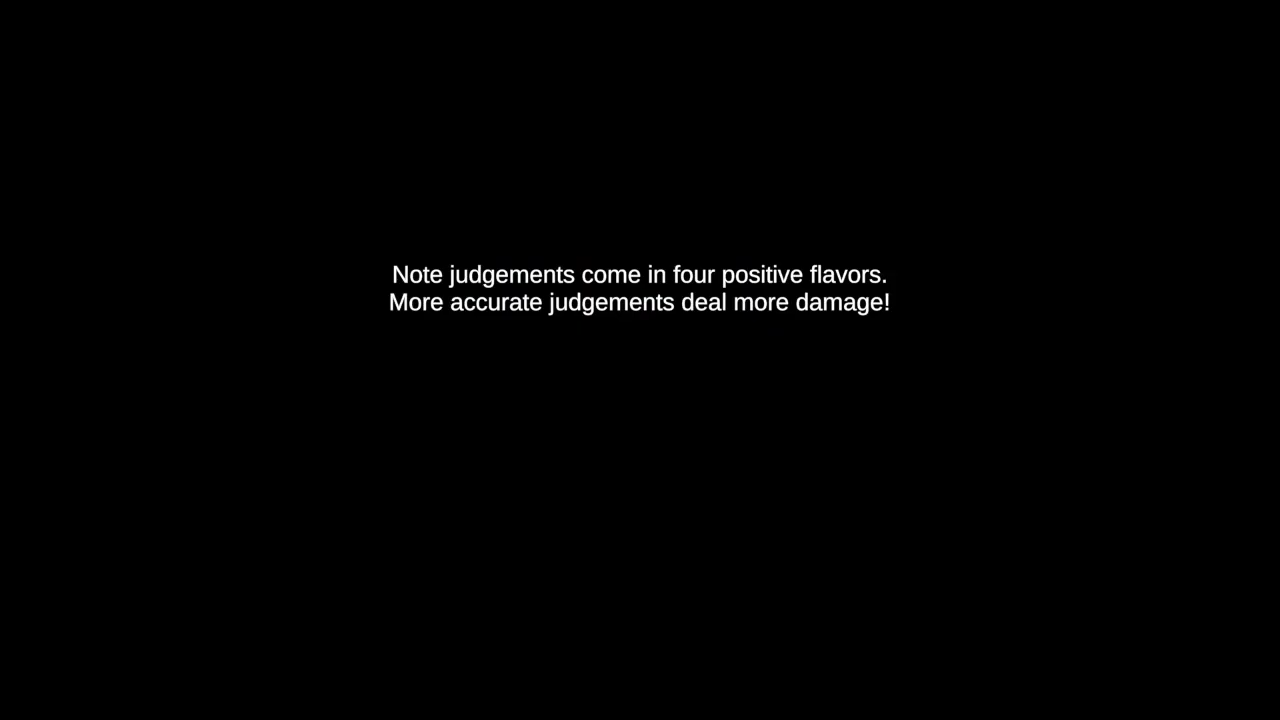 Note judgements come in four positive flavors.
More accurate judgements deal more damage!